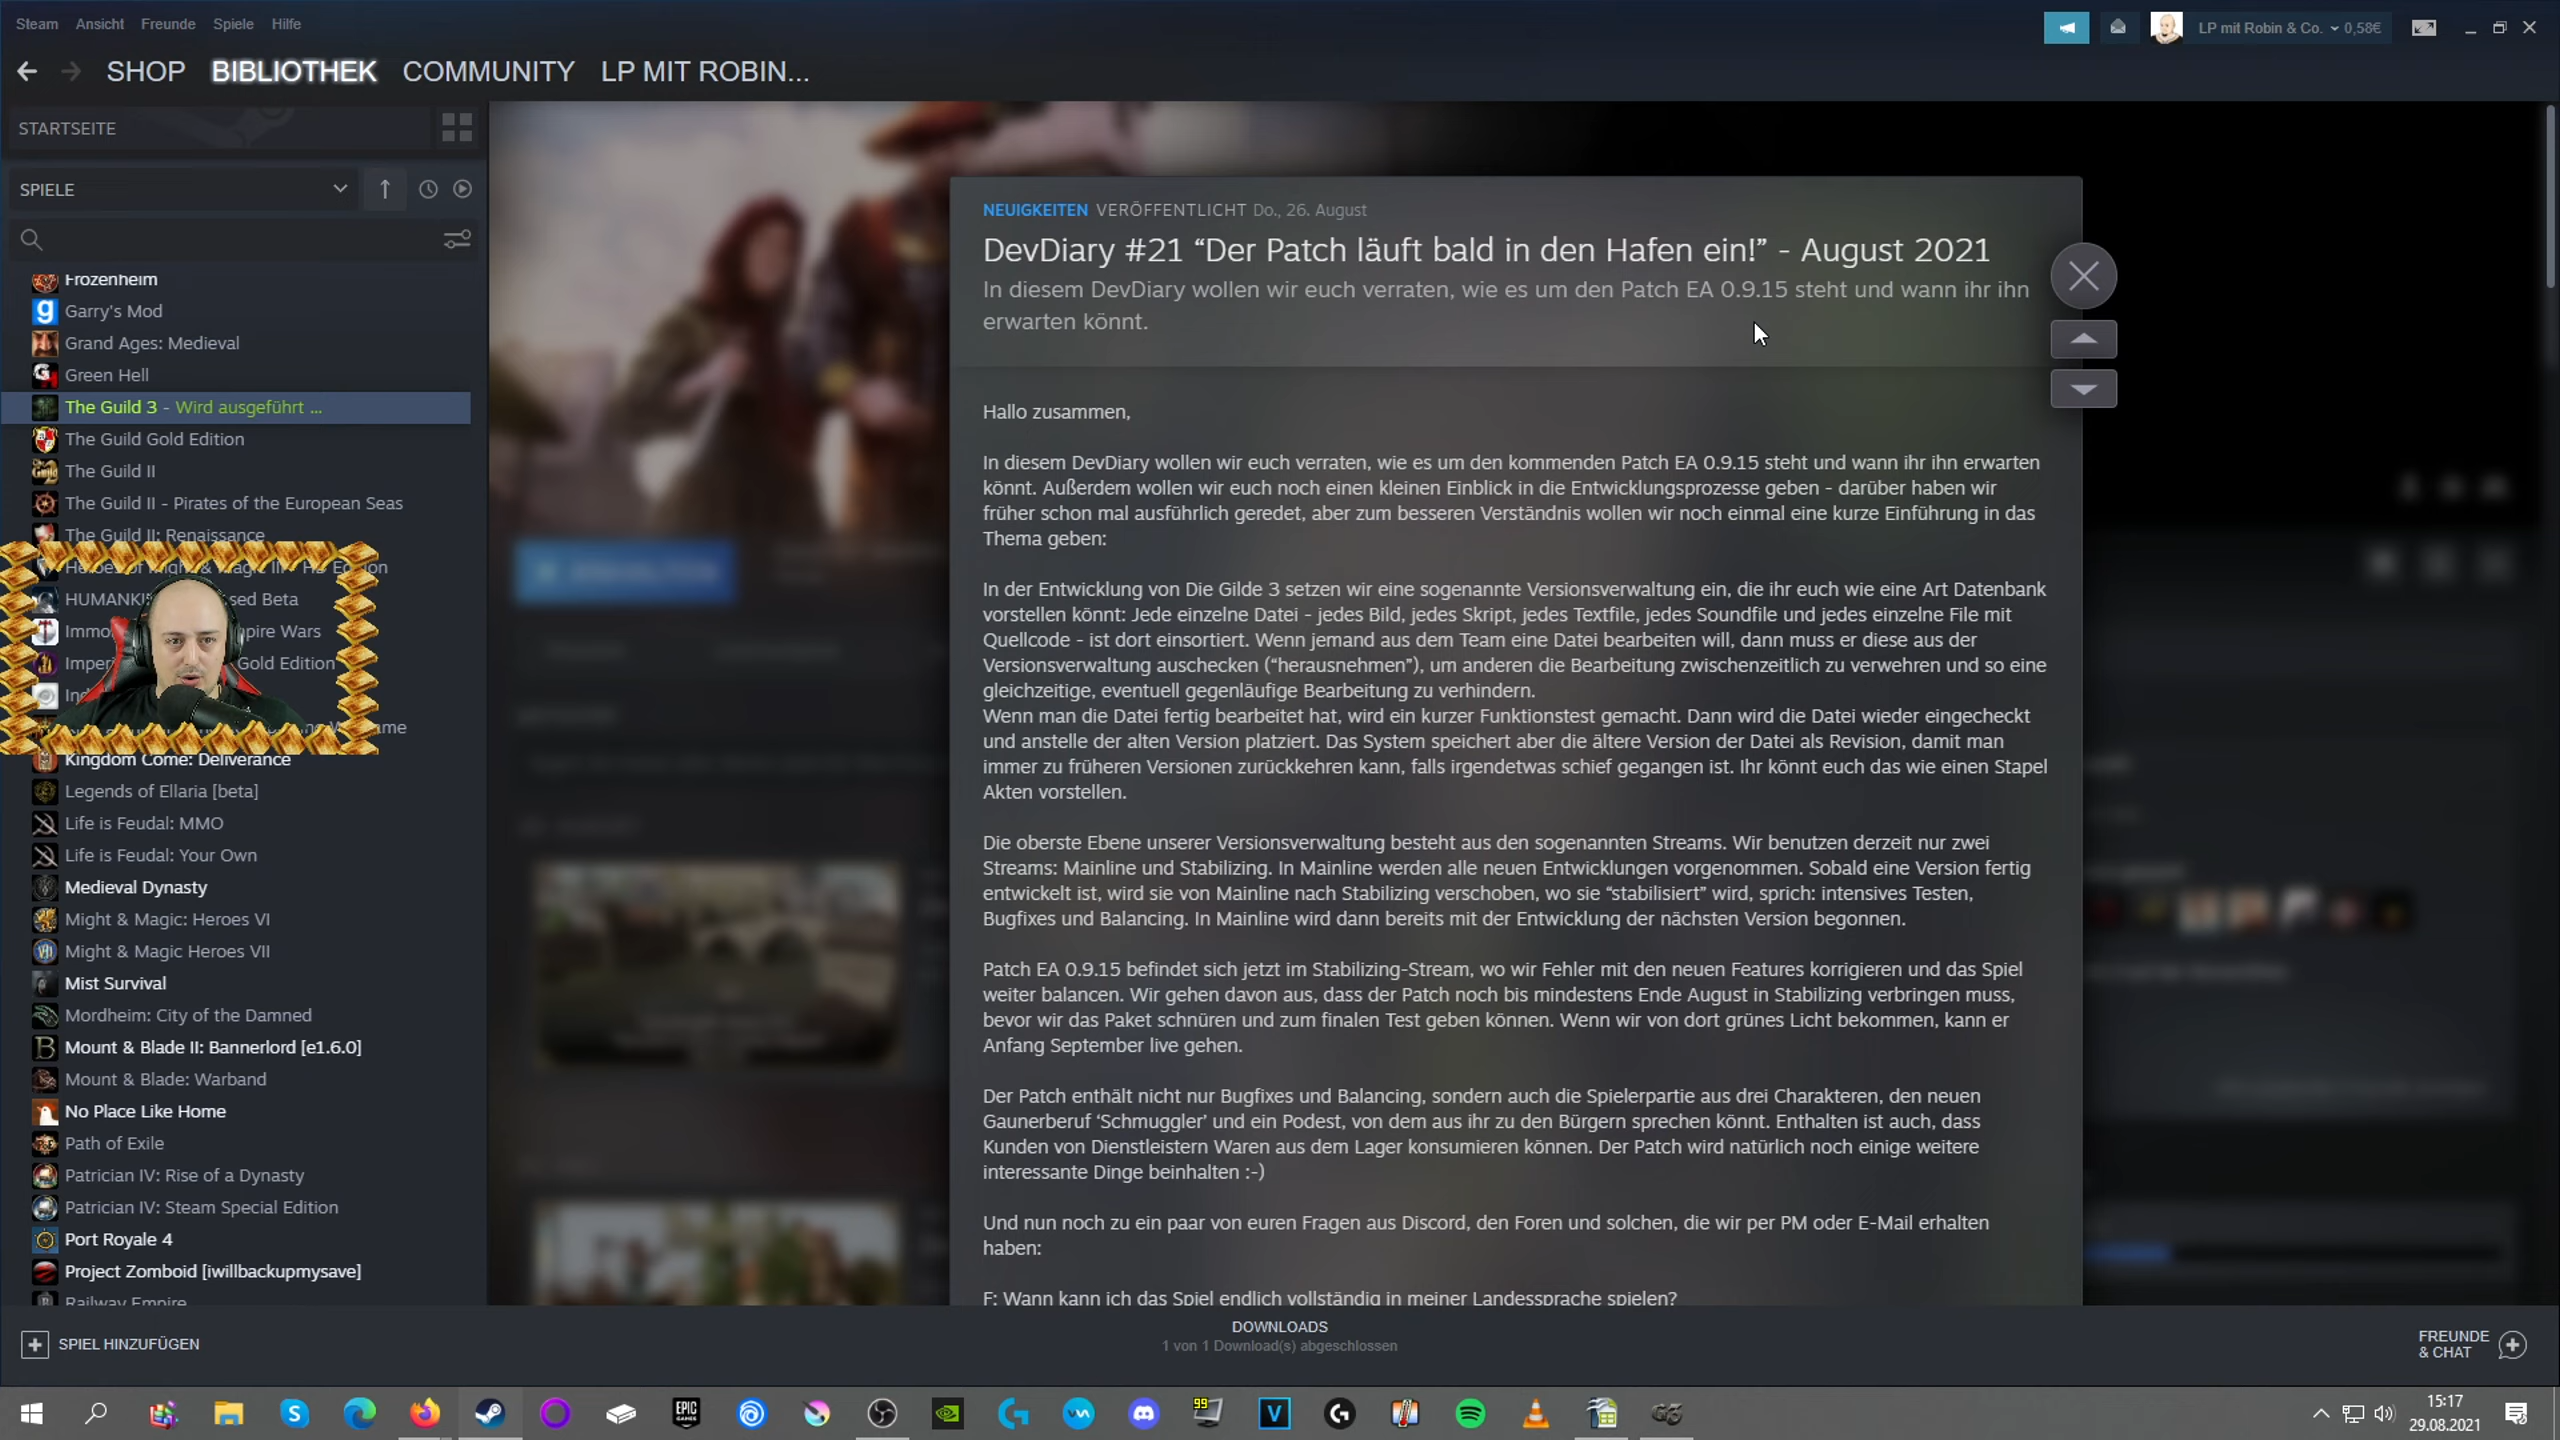 Steam Ansicht Freunde Spiele Hilfe
LP mit Robin & Co. 0,58€
SHOP BIBLIOTHEK COMMUNITY LP MIT ROBIN...
STARTSEITE
SPIELE
Frozenheim
Garry's Mod
Grand Ages: Medieval
Green Hell
The Guild 3 - Wird ausgeführt ...
The Guild Gold Edition
The Guild II
The Guild II - Pirates of the European Seas
The Guild II: Renaissance
Heroes of Might & Magic III - HD Edition
HUMANKI sed Beta
Immo pire Wars
Imperi Gold Edition
Ind
me
Kingdom Come: Deliverance
Legends of Ellaria [beta]
Life is Feudal: MMO
Life is Feudal: Your Own
Medieval Dynasty
Might & Magic: Heroes VI
Might & Magic Heroes VII
Mist Survival
Mordheim: City of the Damned
Mount & Blade II: Bannerlord [e1.6.0]
Mount & Blade: Warband
No Place Like Home
Path of Exile
Patrician IV: Rise of a Dynasty
Patrician IV: Steam Special Edition
Port Royale 4
Project Zomboid [iwillbackupmysave]
Railway Empire
NEUIGKEITEN VERÖFFENTLICHT Do., 26. August
DevDiary #21 “Der Patch läuft bald in den Hafen ein!” - August 2021
In diesem DevDiary wollen wir euch verraten, wie es um den Patch EA 0.9.15 steht und wann ihr ihn
erwarten könnt.
Hallo zusammen,
In diesem DevDiary wollen wir euch verraten, wie es um den kommenden Patch EA 0.9.15 steht und wann ihr ihn erwarten
könnt. Außerdem wollen wir euch noch einen kleinen Einblick in die Entwicklungsprozesse geben - darüber haben wir
früher schon mal ausführlich geredet, aber zum besseren Verständnis wollen wir noch einmal eine kurze Einführung in das
Thema geben:
In der Entwicklung von Die Gilde 3 setzen wir eine sogenannte Versionsverwaltung ein, die ihr euch wie eine Art Datenbank
vorstellen könnt: Jede einzelne Datei - jedes Bild, jedes Skript, jedes Textfile, jedes Soundfile und jedes einzelne File mit
Quellcode - ist dort einsortiert. Wenn jemand aus dem Team eine Datei bearbeiten will, dann muss er diese aus der
Versionsverwaltung auschecken (“herausnehmen”), um anderen die Bearbeitung zwischenzeitlich zu verwehren und so eine
gleichzeitige, eventuell gegenläufige Bearbeitung zu verhindern.
Wenn man die Datei fertig bearbeitet hat, wird ein kurzer Funktionstest gemacht. Dann wird die Datei wieder eingecheckt
und anstelle der alten Version platziert. Das System speichert aber die ältere Version der Datei als Revision, damit man
immer zu früheren Versionen zurückkehren kann, falls irgendetwas schief gegangen ist. Ihr könnt euch das wie einen Stapel
Akten vorstellen.
Die oberste Ebene unserer Versionsverwaltung besteht aus den sogenannten Streams. Wir benutzen derzeit nur zwei
Streams: Mainline und Stabilizing. In Mainline werden alle neuen Entwicklungen vorgenommen. Sobald eine Version fertig
entwickelt ist, wird sie von Mainline nach Stabilizing verschoben, wo sie “stabilisiert” wird, sprich: intensives Testen,
Bugfixes und Balancing. In Mainline wird dann bereits mit der Entwicklung der nächsten Version begonnen.
Patch EA 0.9.15 befindet sich jetzt im Stabilizing-Stream, wo wir Fehler mit den neuen Features korrigieren und das Spiel
weiter balancen. Wir gehen davon aus, dass der Patch noch bis mindestens Ende August in Stabilizing verbringen muss,
bevor wir das Paket schnüren und zum finalen Test geben können. Wenn wir von dort grünes Licht bekommen, kann er
Anfang September live gehen.
Der Patch enthält nicht nur Bugfixes und Balancing, sondern auch die Spielerpartie aus drei Charakteren, den neuen
Gaunerberuf ‘Schmuggler’ und ein Podest, von dem aus ihr zu den Bürgern sprechen könnt. Enthalten ist auch, dass
Kunden von Dienstleistern Waren aus dem Lager konsumieren können. Der Patch wird natürlich noch einige weitere
interessante Dinge beinhalten :-)
Und nun noch zu ein paar von euren Fragen aus Discord, den Foren und solchen, die wir per PM oder E-Mail erhalten
haben:
F: Wann kann ich das Spiel endlich vollständig in meiner Landessprache spielen?
SPIEL HINZUFÜGEN
DOWNLOADS
1 von 1 Download(s) abgeschlossen
FREUNDE
& CHAT
EPIC
GAMES
99
15:17
29.08.2021